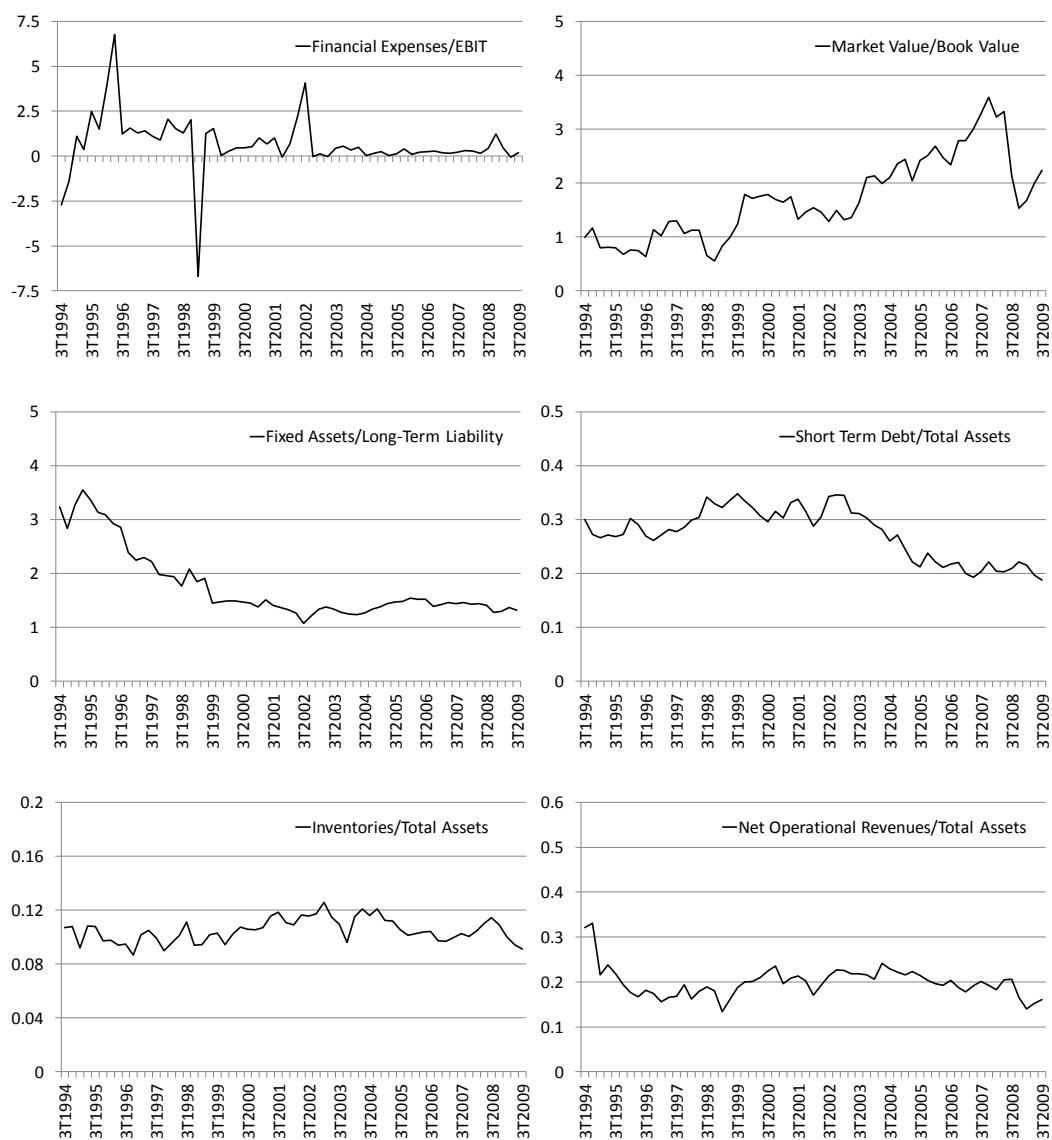 Financial Expenses/EBIT
7.5
5
2.5
0
-2.5
-5
-7.5
3T1994
3T1995
3T1996
3T1997
3T1998
3T1999
3T2000
3T2001
3T2002
3T2003
3T2004
3T2005
3T2006
3T2007
3T2008
3T2009
Market Value/Book Value
5
4
3
2
1
0
3T1994
3T1995
3T1996
3T1997
3T1998
3T1999
3T2000
3T2001
3T2002
3T2003
3T2004
3T2005
3T2006
3T2007
3T2008
3T2009
Fixed Assets/Long-Term Liability
5
4
3
2
1
0
3T1994
3T1995
3T1996
3T1997
3T1998
3T1999
3T2000
3T2001
3T2002
3T2003
3T2004
3T2005
3T2006
3T2007
3T2008
3T2009
Short Term Debt/Total Assets
0.5
0.4
0.3
0.2
0.1
0
3T1994
3T1995
3T1996
3T1997
3T1998
3T1999
3T2000
3T2001
3T2002
3T2003
3T2004
3T2005
3T2006
3T2007
3T2008
3T2009
Inventories/Total Assets
0.2
0.16
0.12
0.08
0.04
0
3T1994
3T1995
3T1996
3T1997
3T1998
3T1999
3T2000
3T2001
3T2002
3T2003
3T2004
3T2005
3T2006
3T2007
3T2008
3T2009
Net Operational Revenues/Total Assets
0.6
0.5
0.4
0.3
0.2
0.1
0
3T1994
3T1995
3T1996
3T1997
3T1998
3T1999
3T2000
3T2001
3T2002
3T2003
3T2004
3T2005
3T2006
3T2007
3T2008
3T2009